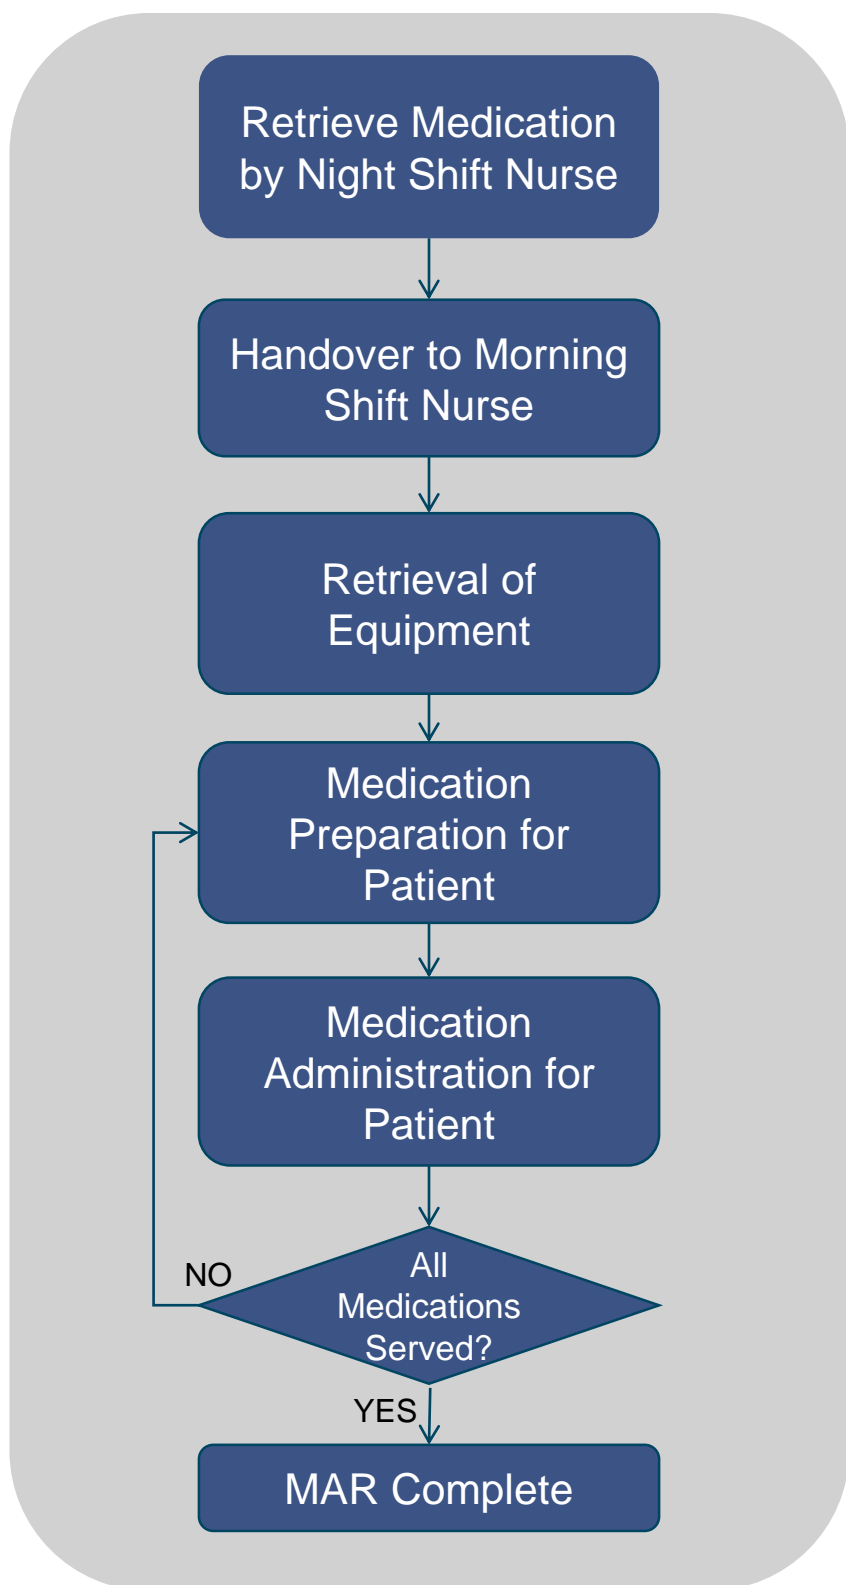 Retrieve Medication
by Night Shift Nurse
Handover to Morning
Shift Nurse
Retrieval of
Equipment
Medication
Preparation for
Patient
Medication
Administration for
Patient
All
Medications
Served?
NO
YES
MAR Complete